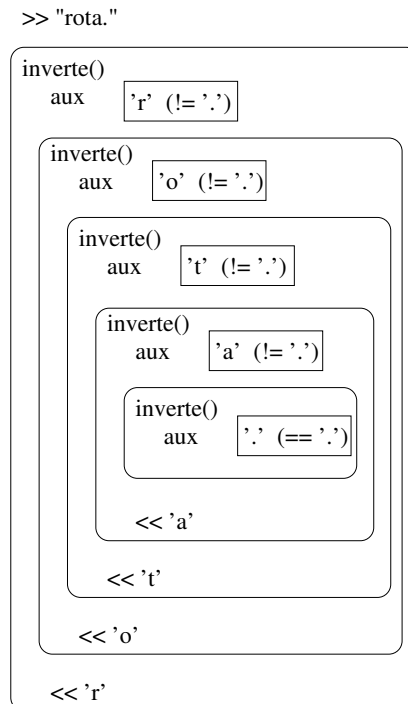 >> "rota."
inverte()
aux 'r' (!= '.')
inverte()
aux 'o' (!= '.')
inverte()
aux 't' (!= '.')
inverte()
aux 'a' (!= '.')
inverte()
aux '.' (== '.')
<< 'a'
<< 't'
<< 'o'
<< 'r'